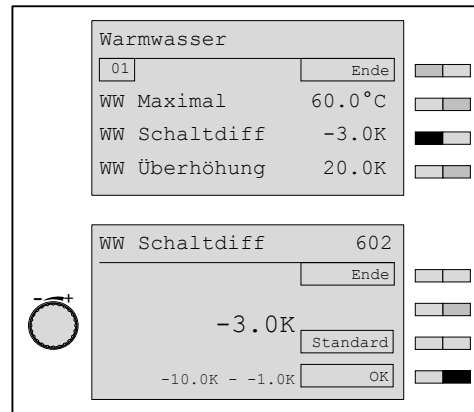 Warmwasser
01 Ende
WW Maximal 60.0°C
WW Schaltdiff -3.0K
WW Überhöhung 20.0K
WW Schaltdiff 602
Ende
- +
-3.0K
Standard
-10.0K - -1.0K OK